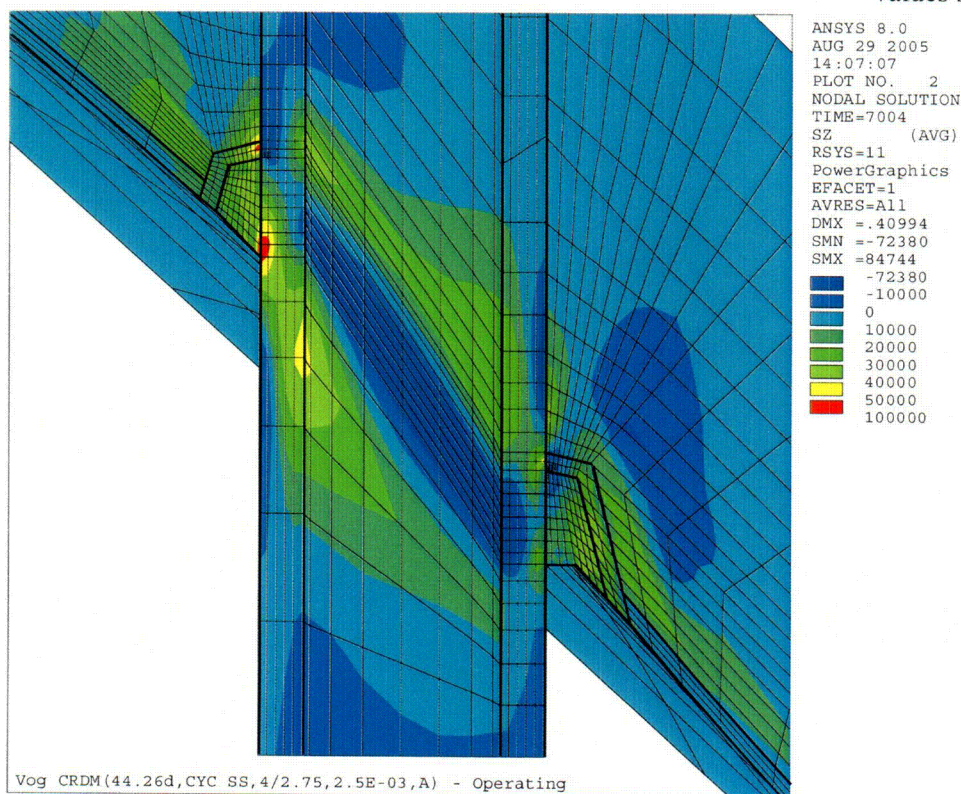 ANSYS 8.0
AUG 29 2005
14:07:07
PLOT NO. 2
NODAL SOLUTION
TIME=7004
SZ (AVG)
RSYS=11
PowerGraphics
EFACET=1
AVRES=All
DMX =.40994
SMN =-72380
SMX =84744
-72380
-10000
0
10000
20000
30000
40000
50000
100000
Vog CRDM(44.26d,CYC SS,4/2.75,2.5E-03,A) - Operating